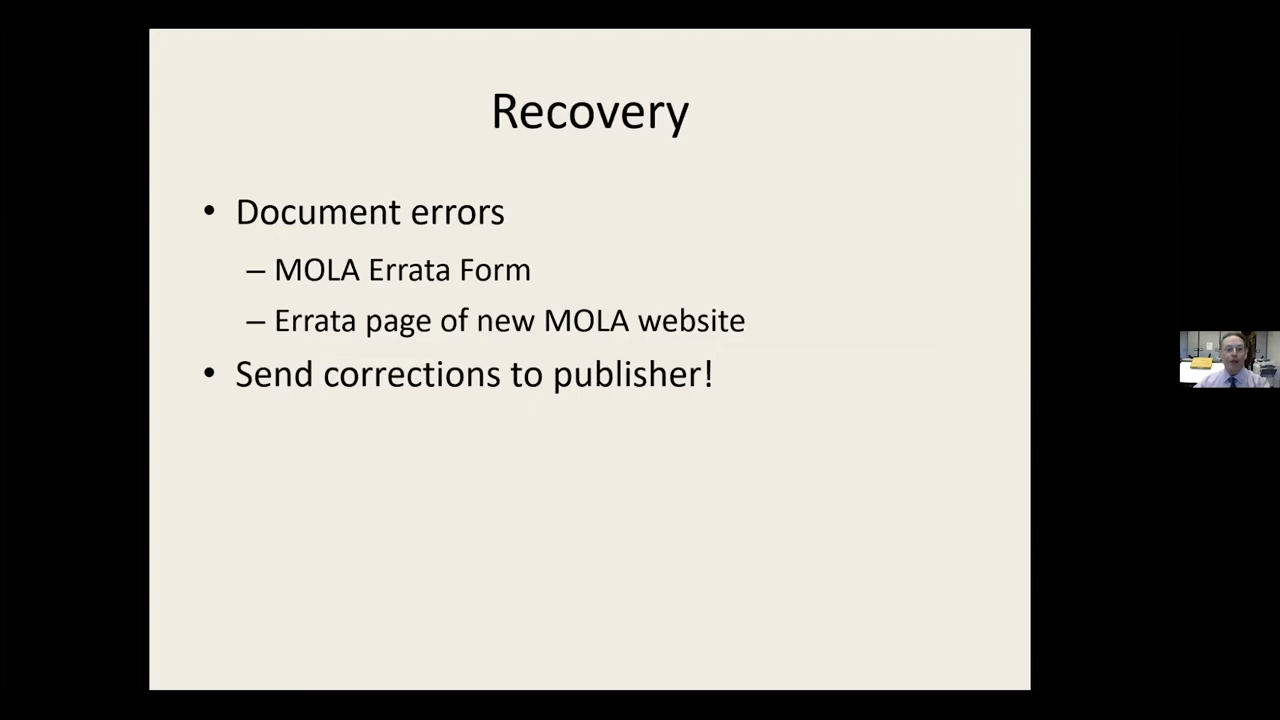 Recovery
• Document errors
– MOLA Errata Form
– Errata page of new MOLA website
• Send corrections to publisher!